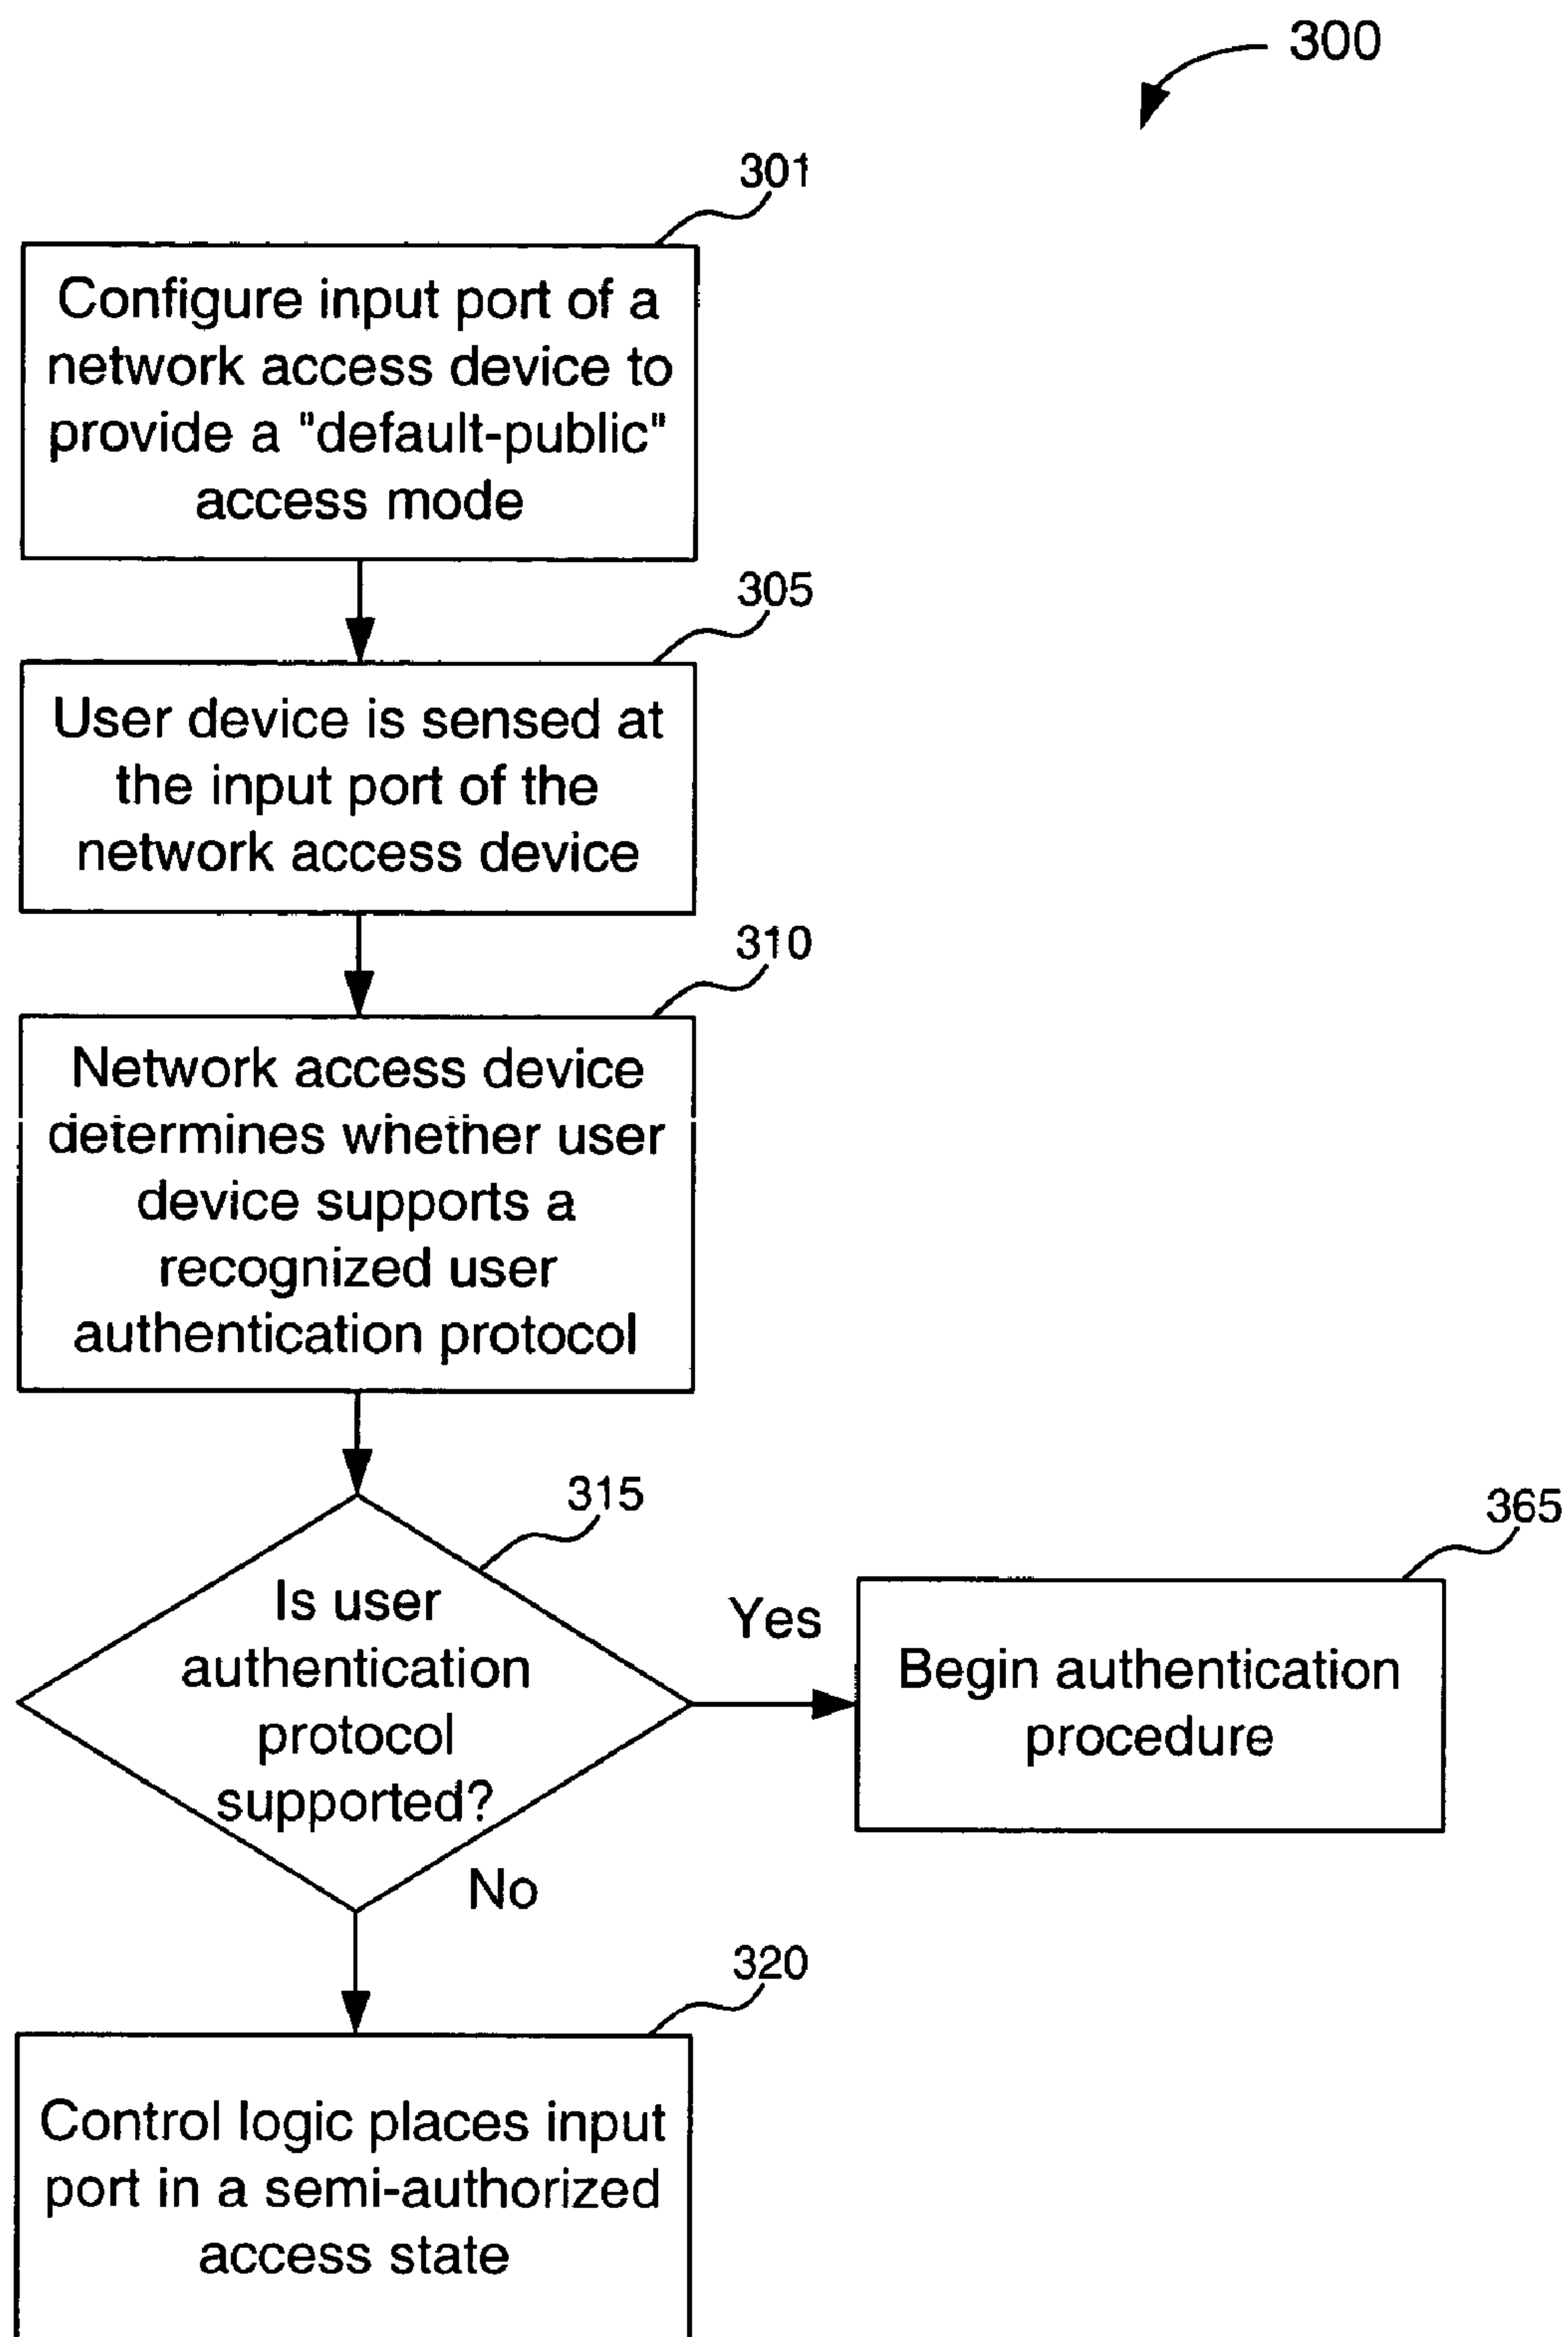 300
301
Configure input port of a
network access device to
provide a "default-public"
access mode
305
User device is sensed at
the input port of the
network access device
310
Network access device
determines whether user
device supports a
recognized user
authentication protocol
315
Is user
authentication
protocol
supported?
Yes
365
Begin authentication
procedure
No
320
Control logic places input
port in a semi-authorized
access state